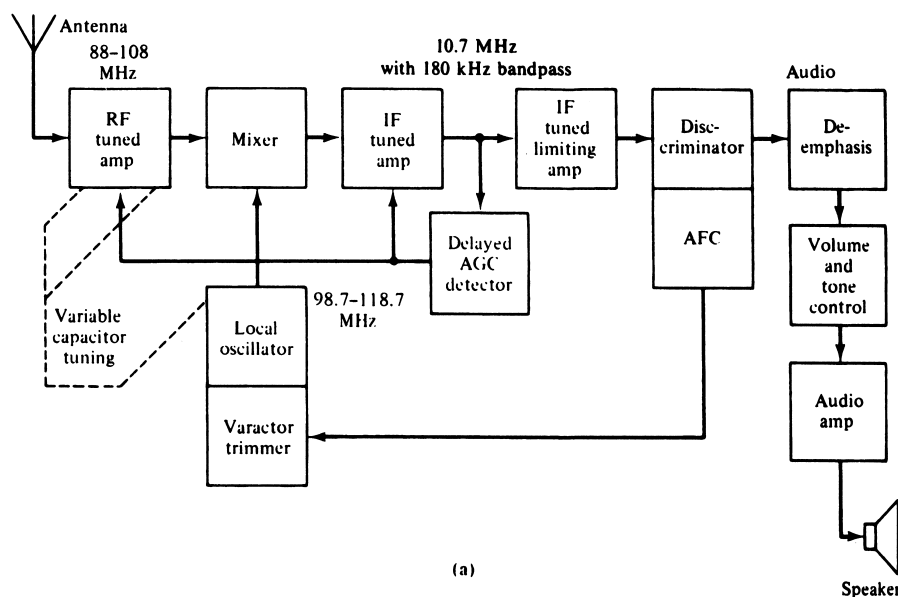 Antenna
88–108
MHz
10.7 MHz
with 180 kHz bandpass
Audio
RF
tuned
amp
Mixer
IF
tuned
amp
IF
tuned
limiting
amp
Disc-
criminator
De-
emphasis
AFC
Delayed
AGC
detector
Volume
and
tone
control
98.7–118.7
MHz
Variable
capacitor
tuning
Local
oscillator
Varactor
trimmer
Audio
amp
(a)
Speaker